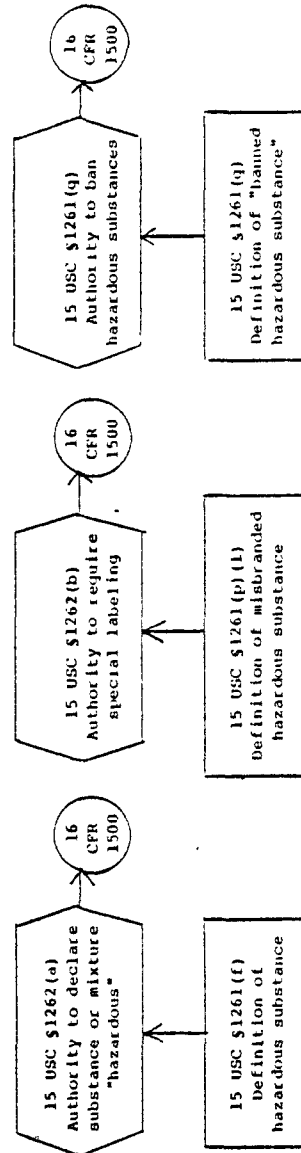 15 USC §1262(a)
Authority to declare
substance or mixture
"hazardous"
16
CFR
1500
15 USC §1262(b)
Authority to require
special labeling
16
CFR
1500
15 USC §1261(q)
Authority to ban
hazardous substances
16
CFR
1500
15 USC §1261(f)
Definition of
hazardous substance
15 USC §1261(p)(1)
Definition of misbranded
hazardous substance
15 USC §1261(q)
Definition of "banned
hazardous substance"